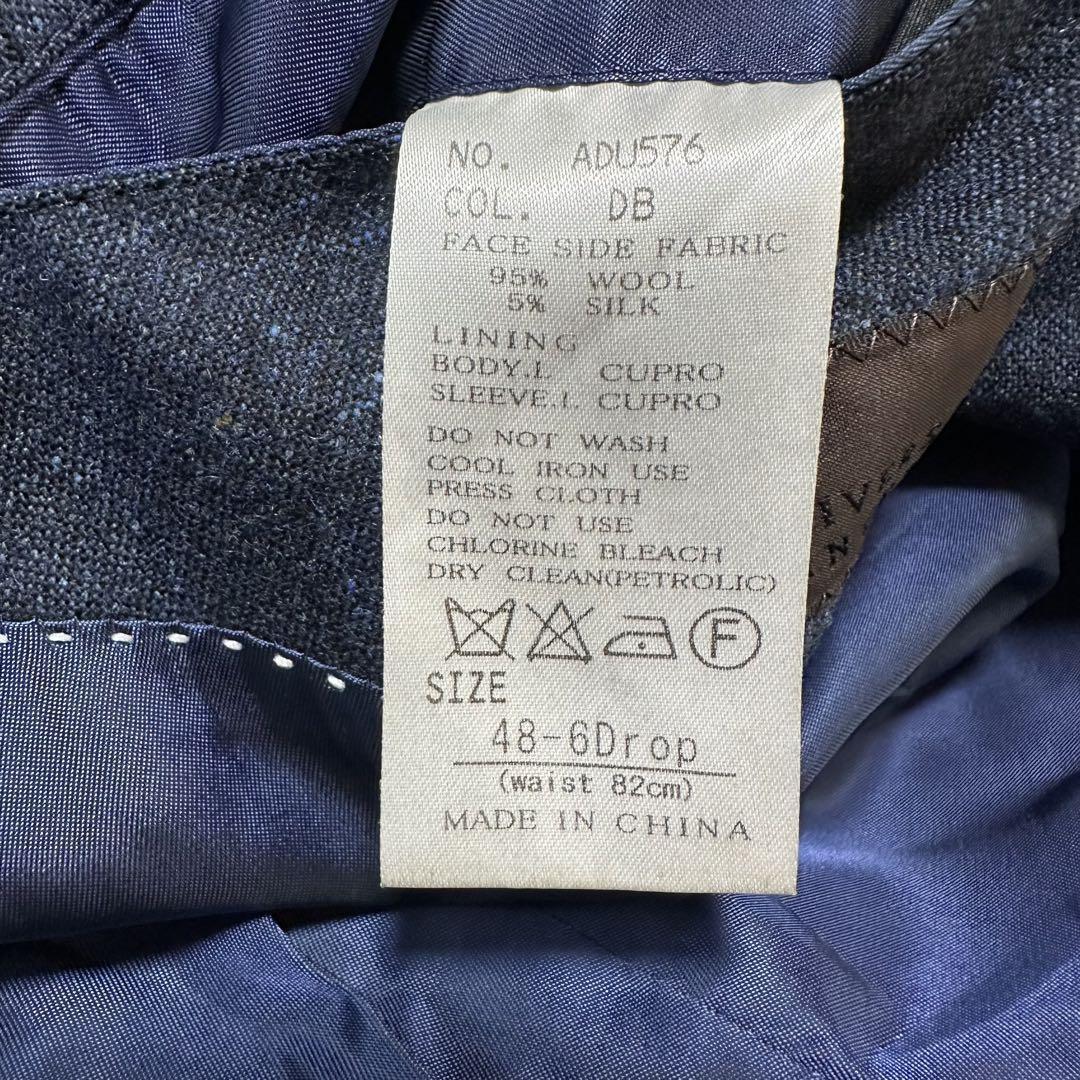 NO. ADU576
COL. DB
FACE SIDE FABRIC
95% WOOL
5% SILK
LINING
BODY.L CUPRO
SLEEVE.L CUPRO
DO NOT WASH
COOL IRON USE
PRESS CLOTH
DO NOT USE
CHLORINE BLEACH
DRY CLEAN(PETROLIC)
F
SIZE
48-6Drop
(waist 82cm)
MADE IN CHINA